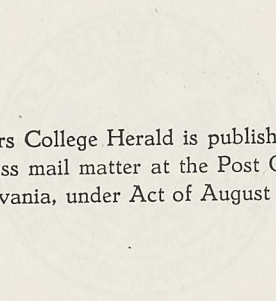 rs College Herald is publish
ss mail matter at the Post
vania, under Act of August